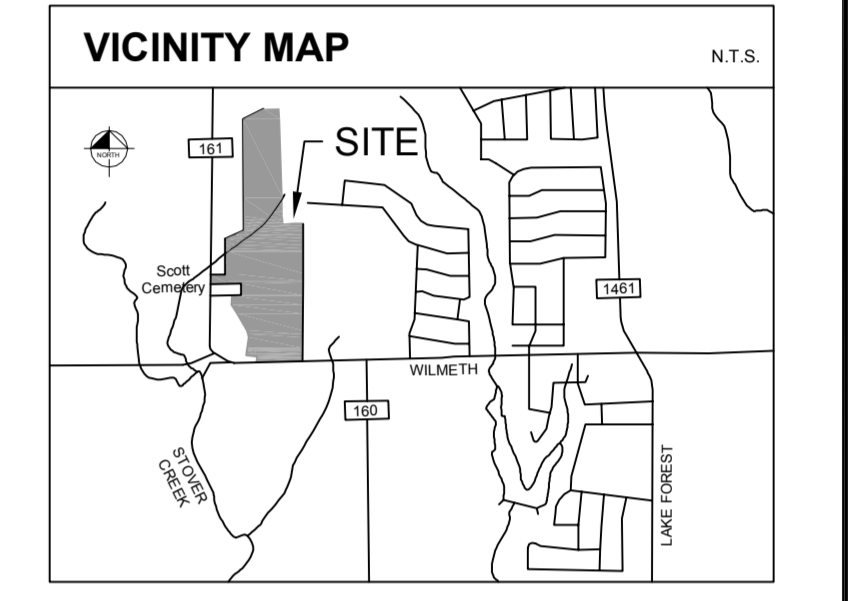 VICINITY MAP
N.T.S.
161
SITE
NORTH
Scott
Cemetery
1461
WILMETH
160
STOVER
CREEK
LAKE FOREST